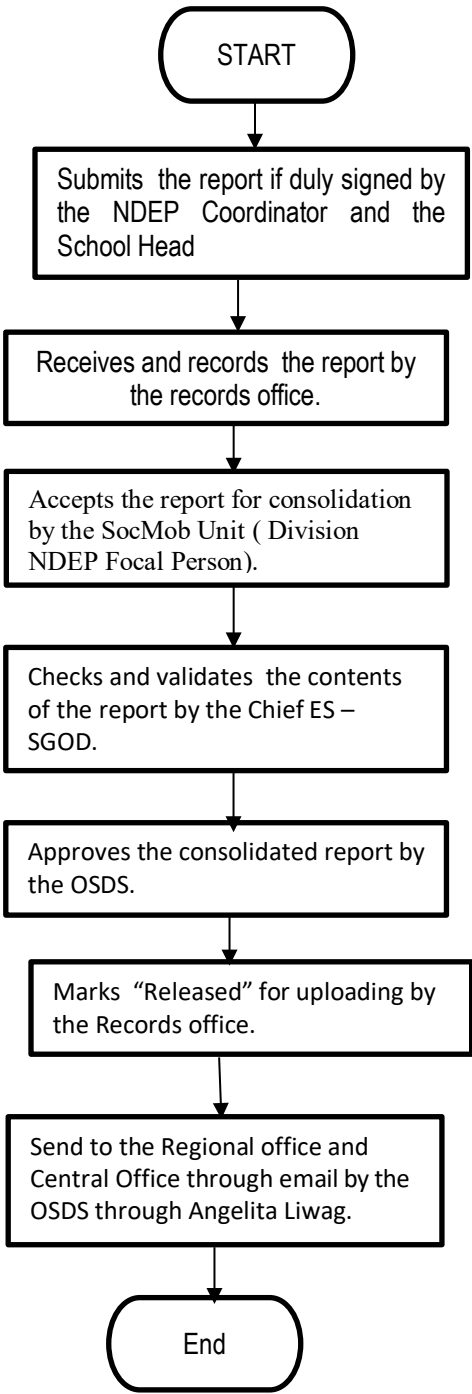 START
Submits the report if duly signed by
the NDEP Coordinator and the
School Head
Receives and records the report by
the records office.
Accepts the report for consolidation
by the SocMob Unit ( Division
NDEP Focal Person).
Checks and validates the contents
of the report by the Chief ES –
SGOD.
Approves the consolidated report by
the OSDS.
Marks “Released” for uploading by
the Records office.
Send to the Regional office and
Central Office through email by the
OSDS through Angelita Liwag.
End